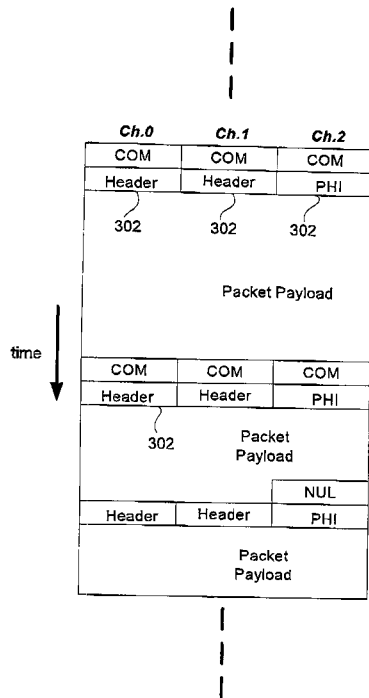 Ch.0 Ch.1 Ch.2
COM COM COM
Header Header PHI
302 302 302
Packet Payload
time
COM COM COM
Header Header PHI
302
Packet
Payload
NUL
Header Header PHI
Packet
Payload